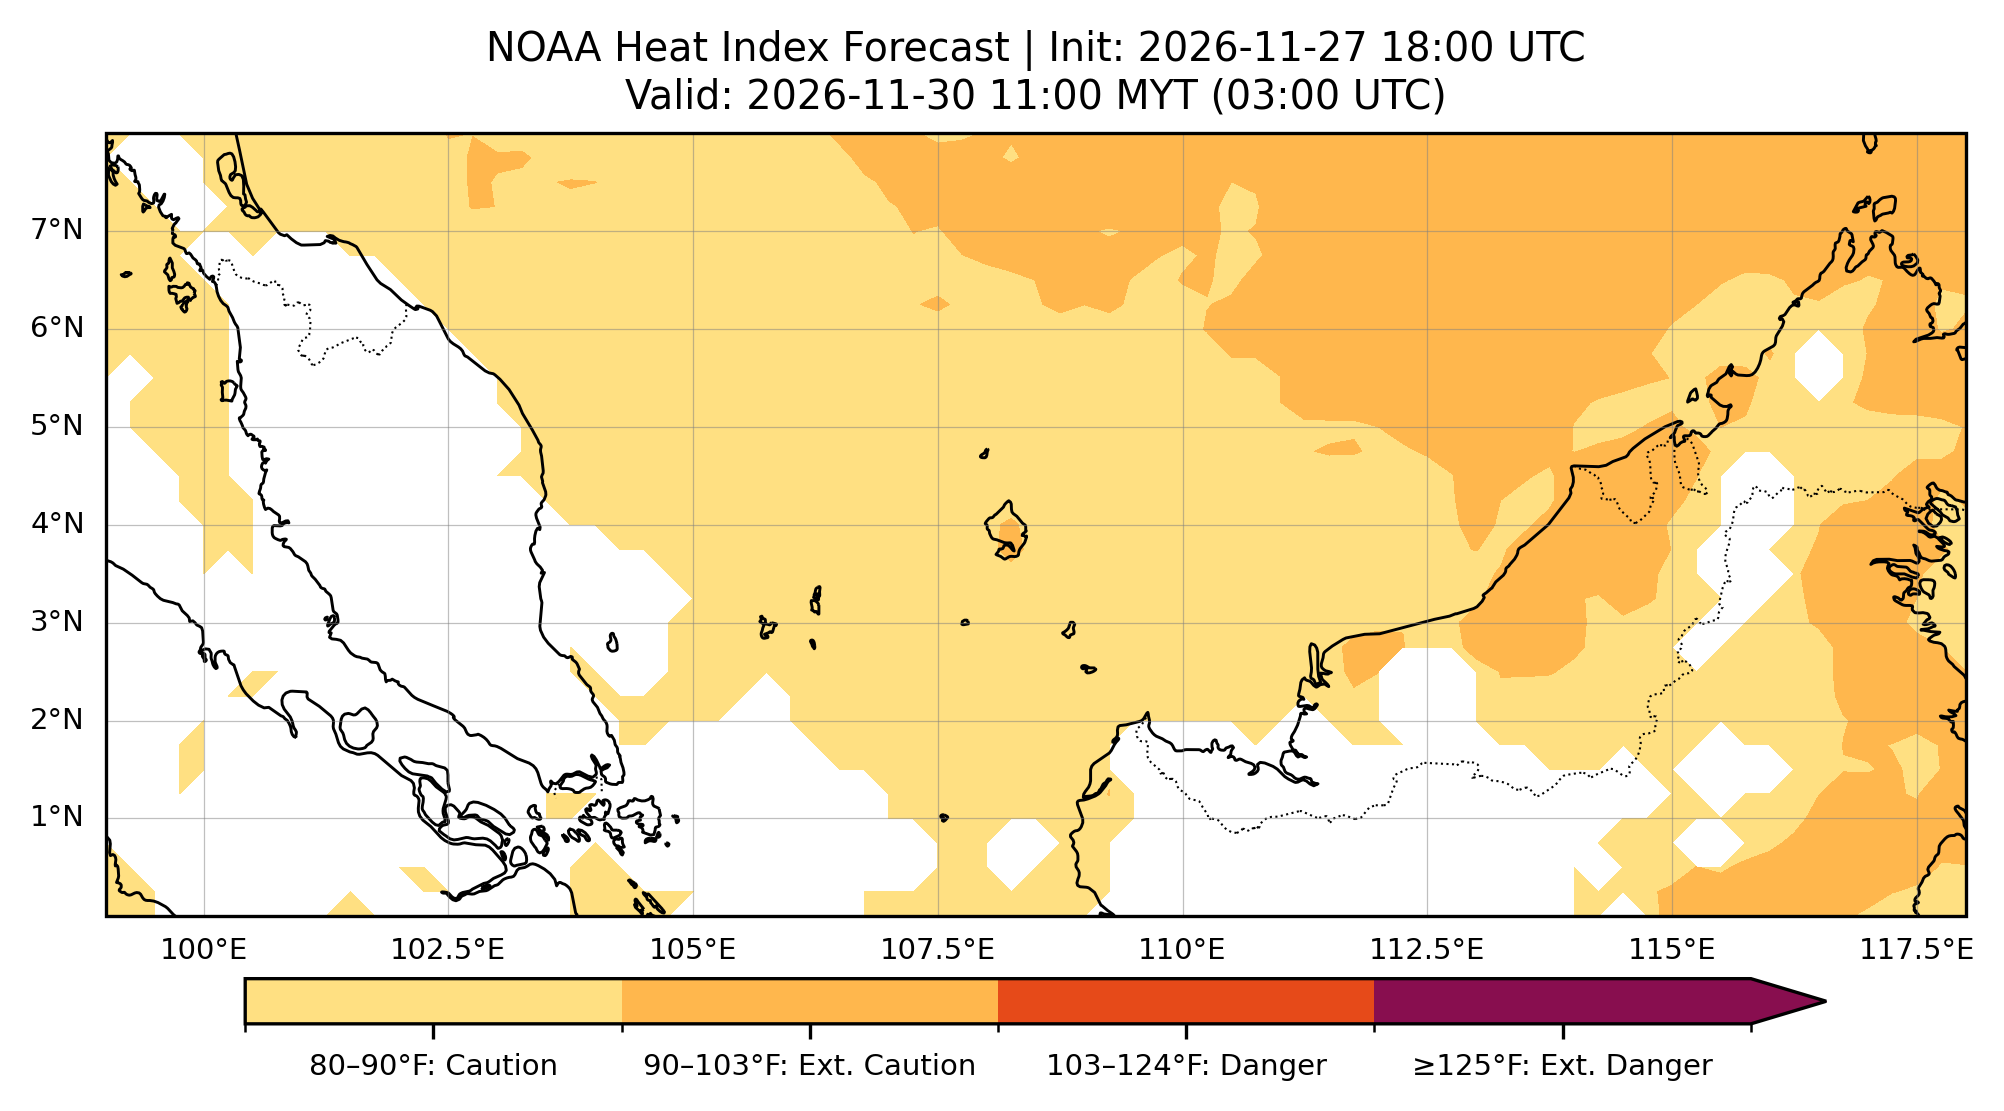 NOAA Heat Index Forecast | Init: 2026-11-27 18:00 UTC
Valid: 2026-11-30 11:00 MYT (03:00 UTC)
7°N
6°N
5°N
4°N
3°N
2°N
1°N
100°E
102.5°E
105°E
107.5°E
110°E
112.5°E
115°E
117.5°E
80–90°F: Caution
90–103°F: Ext. Caution
103–124°F: Danger
≥125°F: Ext. Danger